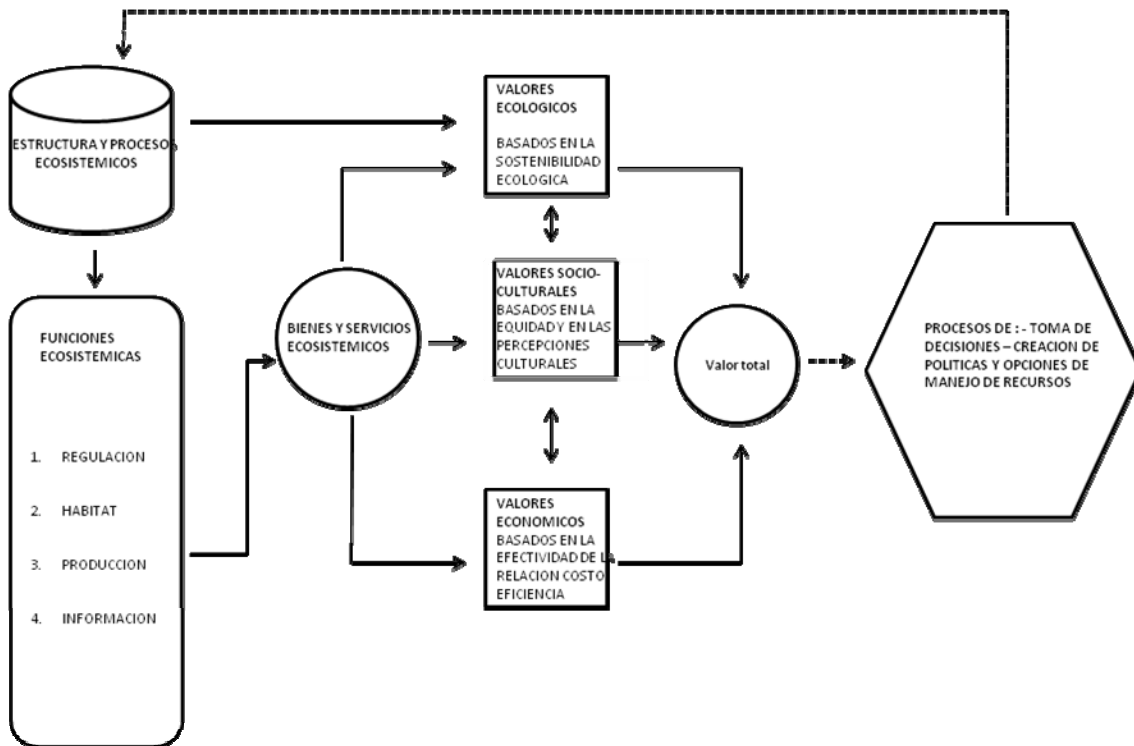 ESTRUCTURA Y PROCESOS
ECOSISTEMICOS
FUNCIONES
ECOSISTEMICAS
1. REGULACION
2. HABITAT
3. PRODUCCION
4. INFORMACION
BIENES Y SERVICIOS
ECOSISTEMICOS
VALORES
ECOLOGICOS
BASADOS EN LA
SOSTENIBILIDAD
ECOLOGICA
VALORES SOCIO-
CULTURALES
BASADOS EN LA
EQUIDAD Y EN LAS
PERCEPCIONES
CULTURALES
VALORES
ECONOMICOS
BASADOS EN LA
EFECTIVIDAD DE LA
RELACION COSTO
EFICIENCIA
Valor total
PROCESOS DE : - TOMA DE
DECISIONES – CREACION DE
POLITICAS Y OPCIONES DE
MANEJO DE RECURSOS